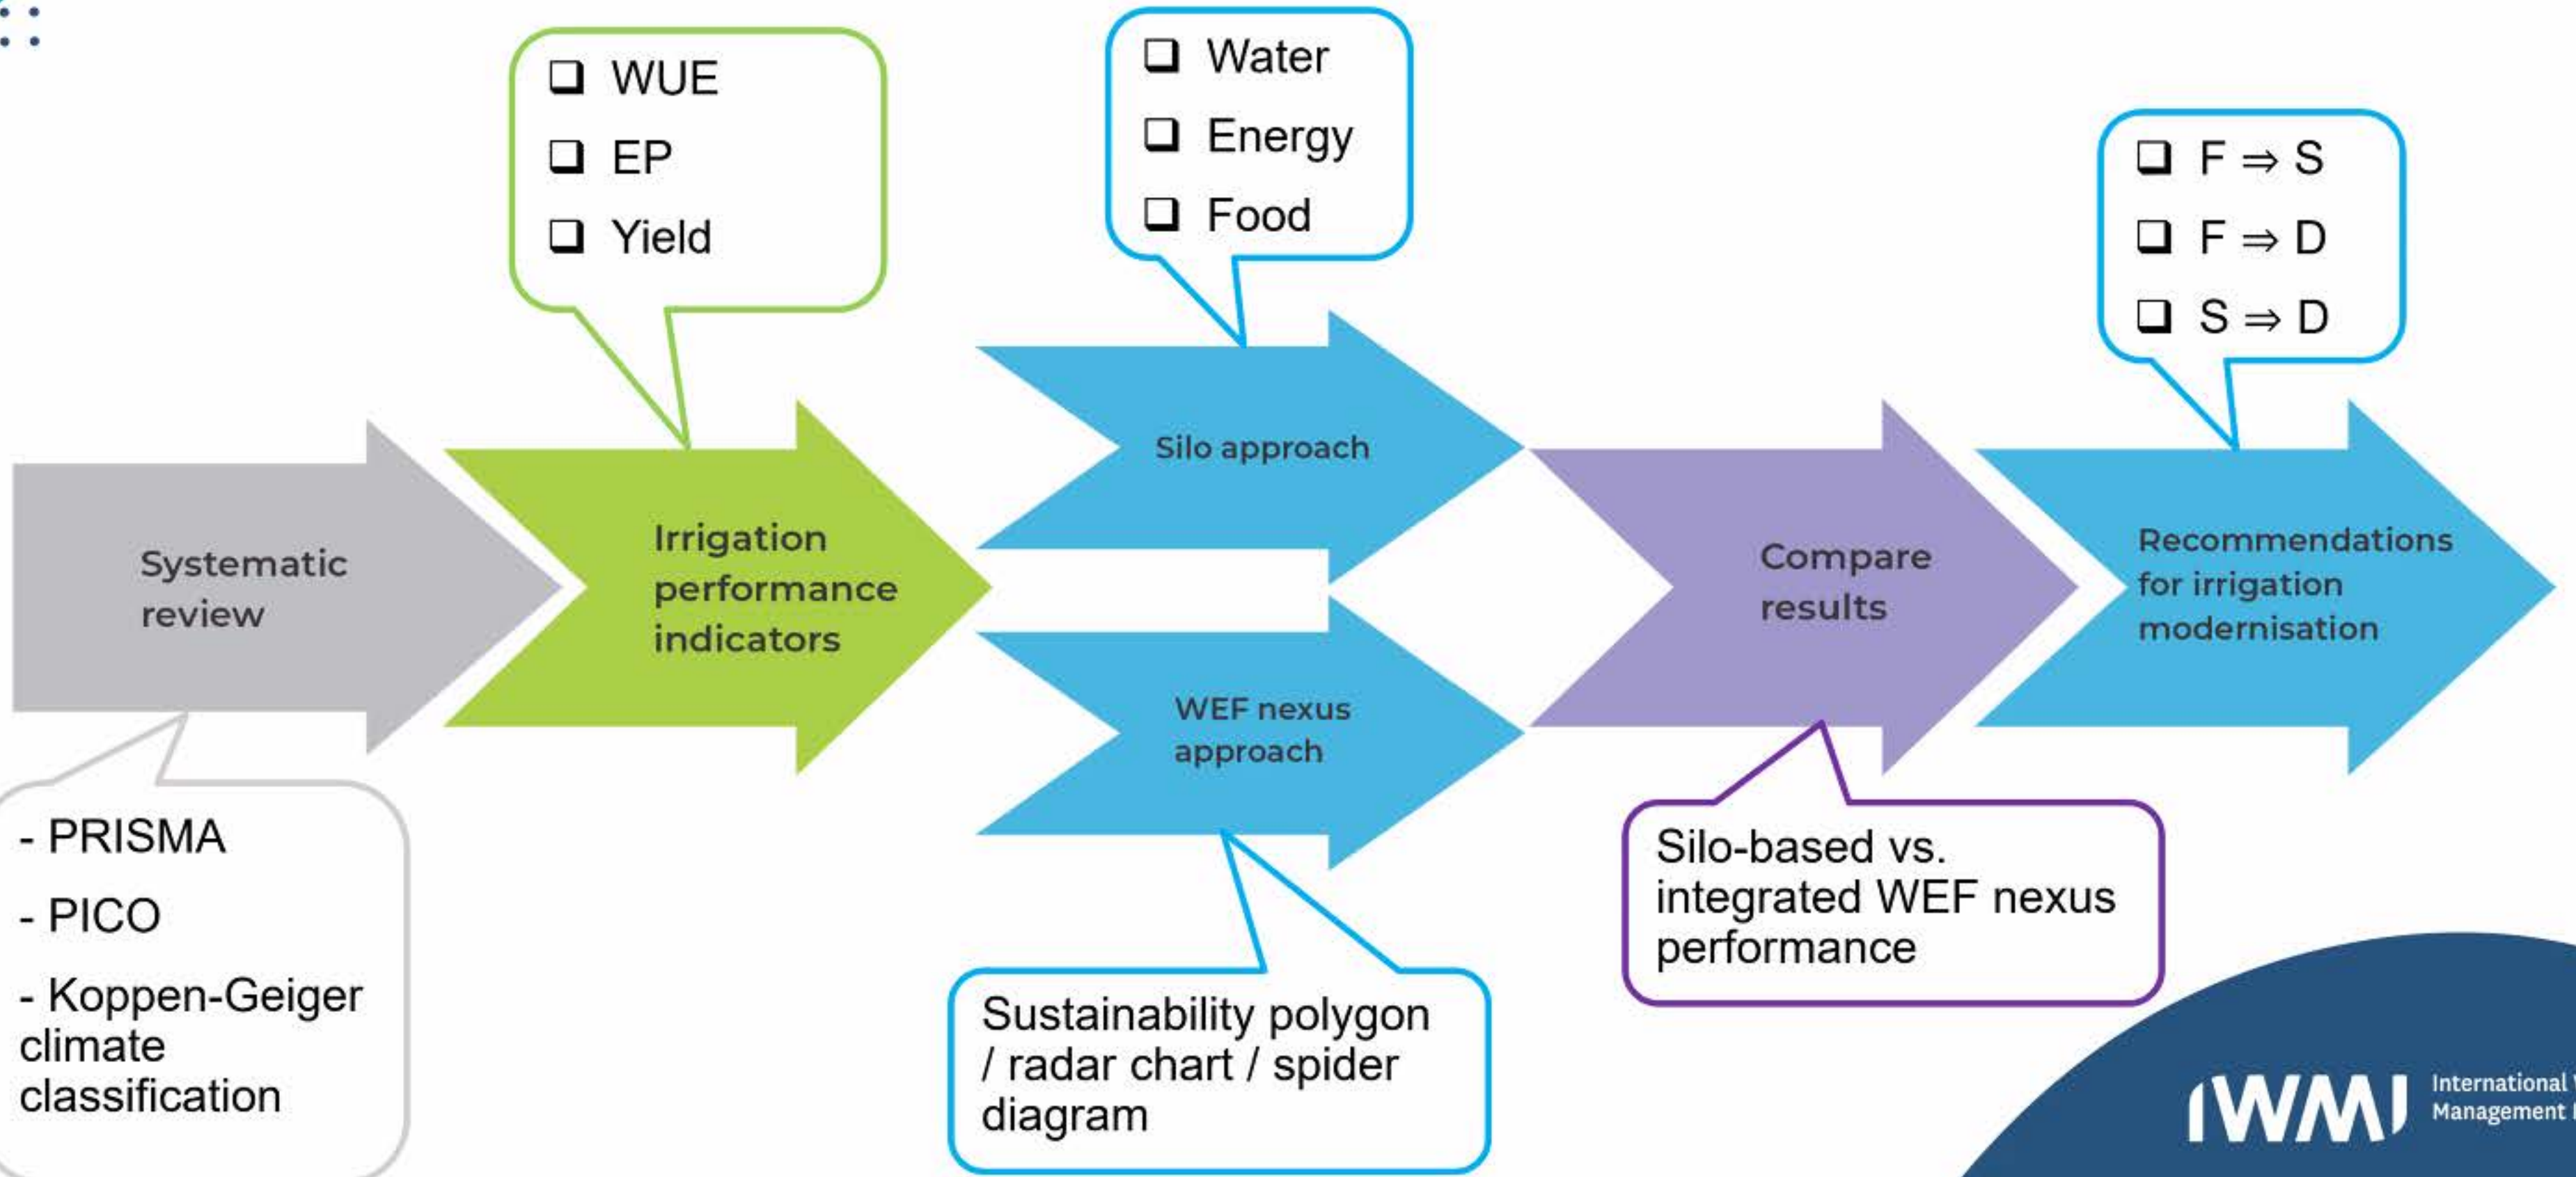 ❑ WUE
❑ EP
❑ Yield
❑ Water
❑ Energy
❑ Food
❑ F ⇒ S
❑ F ⇒ D
❑ S ⇒ D
Systematic
review
Irrigation
performance
indicators
Silo approach
WEF nexus
approach
Compare
results
Recommendations
for irrigation
modernisation
- PRISMA
- PICO
- Koppen-Geiger
climate
classification
Sustainability polygon
/ radar chart / spider
diagram
Silo-based vs.
integrated WEF nexus
performance
IWMI
International
Management